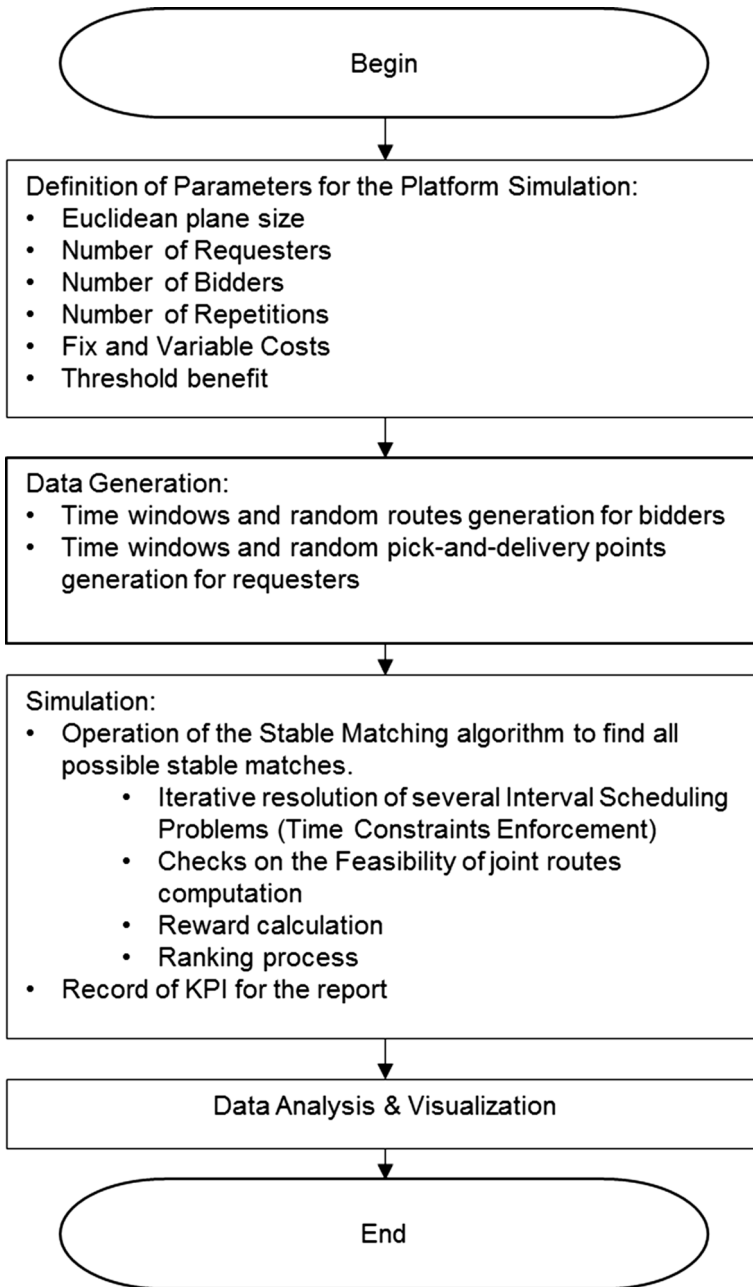 Begin
Definition of Parameters for the Platform Simulation:
• Euclidean plane size
• Number of Requesters
• Number of Bidders
• Number of Repetitions
• Fix and Variable Costs
• Threshold benefit
Data Generation:
• Time windows and random routes generation for bidders
• Time windows and random pick-and-delivery points
generation for requesters
Simulation:
• Operation of the Stable Matching algorithm to find all
possible stable matches.
• Iterative resolution of several Interval Scheduling
Problems (Time Constraints Enforcement)
• Checks on the Feasibility of joint routes
computation
• Reward calculation
• Ranking process
• Record of KPI for the report
Data Analysis & Visualization
End